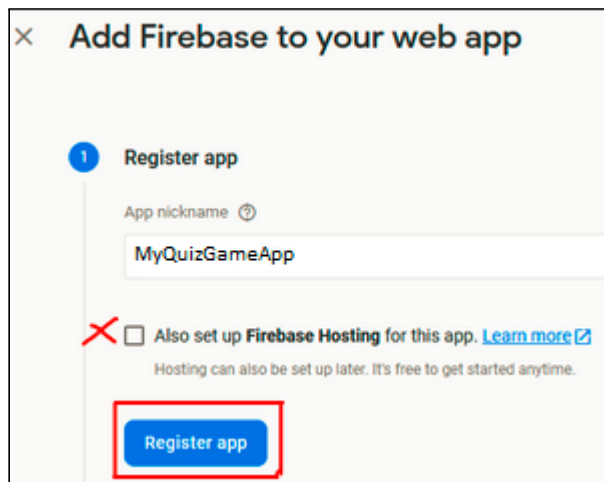 Add Firebase to your web app
1 Register app
App nickname
MyQuizGameApp
Also set up Firebase Hosting for this app. Learn more
Hosting can also be set up later. It's free to get started anytime.
Register app